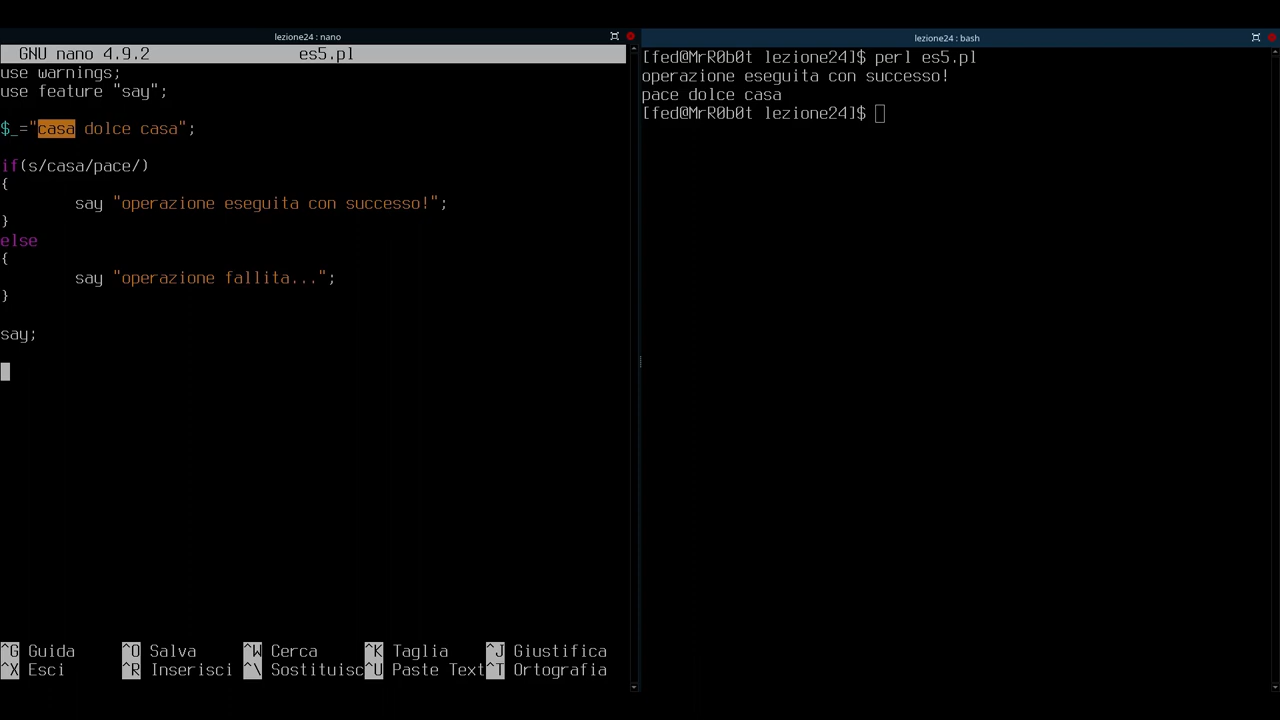 lezione24 : nano
GNU nano 4.9.2 es5.pl
use warnings;
use feature "say";
$_="casa dolce casa";
if(s/casa/pace/)
{
say "operazione eseguita con successo!";
}
else
{
say "operazione fallita...";
}
say;
^G Guida ^O Salva ^W Cerca ^K Taglia ^J Giustifica
^X Esci ^R Inserisci ^\ Sostituisc^U Paste Text^T Ortografia
lezione24 : bash
[fed@MrR0b0t lezione24]$ perl es5.pl
operazione eseguita con successo!
pace dolce casa
[fed@MrR0b0t lezione24]$